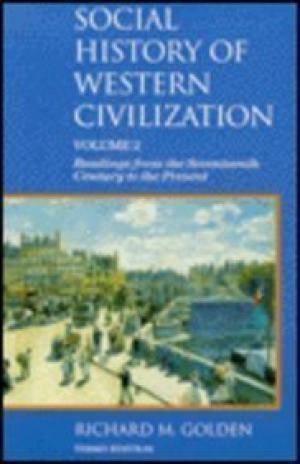 SOCIAL
HISTORY OF
WESTERN
CIVILIZATION
VOLUME 2
Readings from the Seventeenth
Century to the Present
RICHARD M. GOLDEN
THIRD EDITION